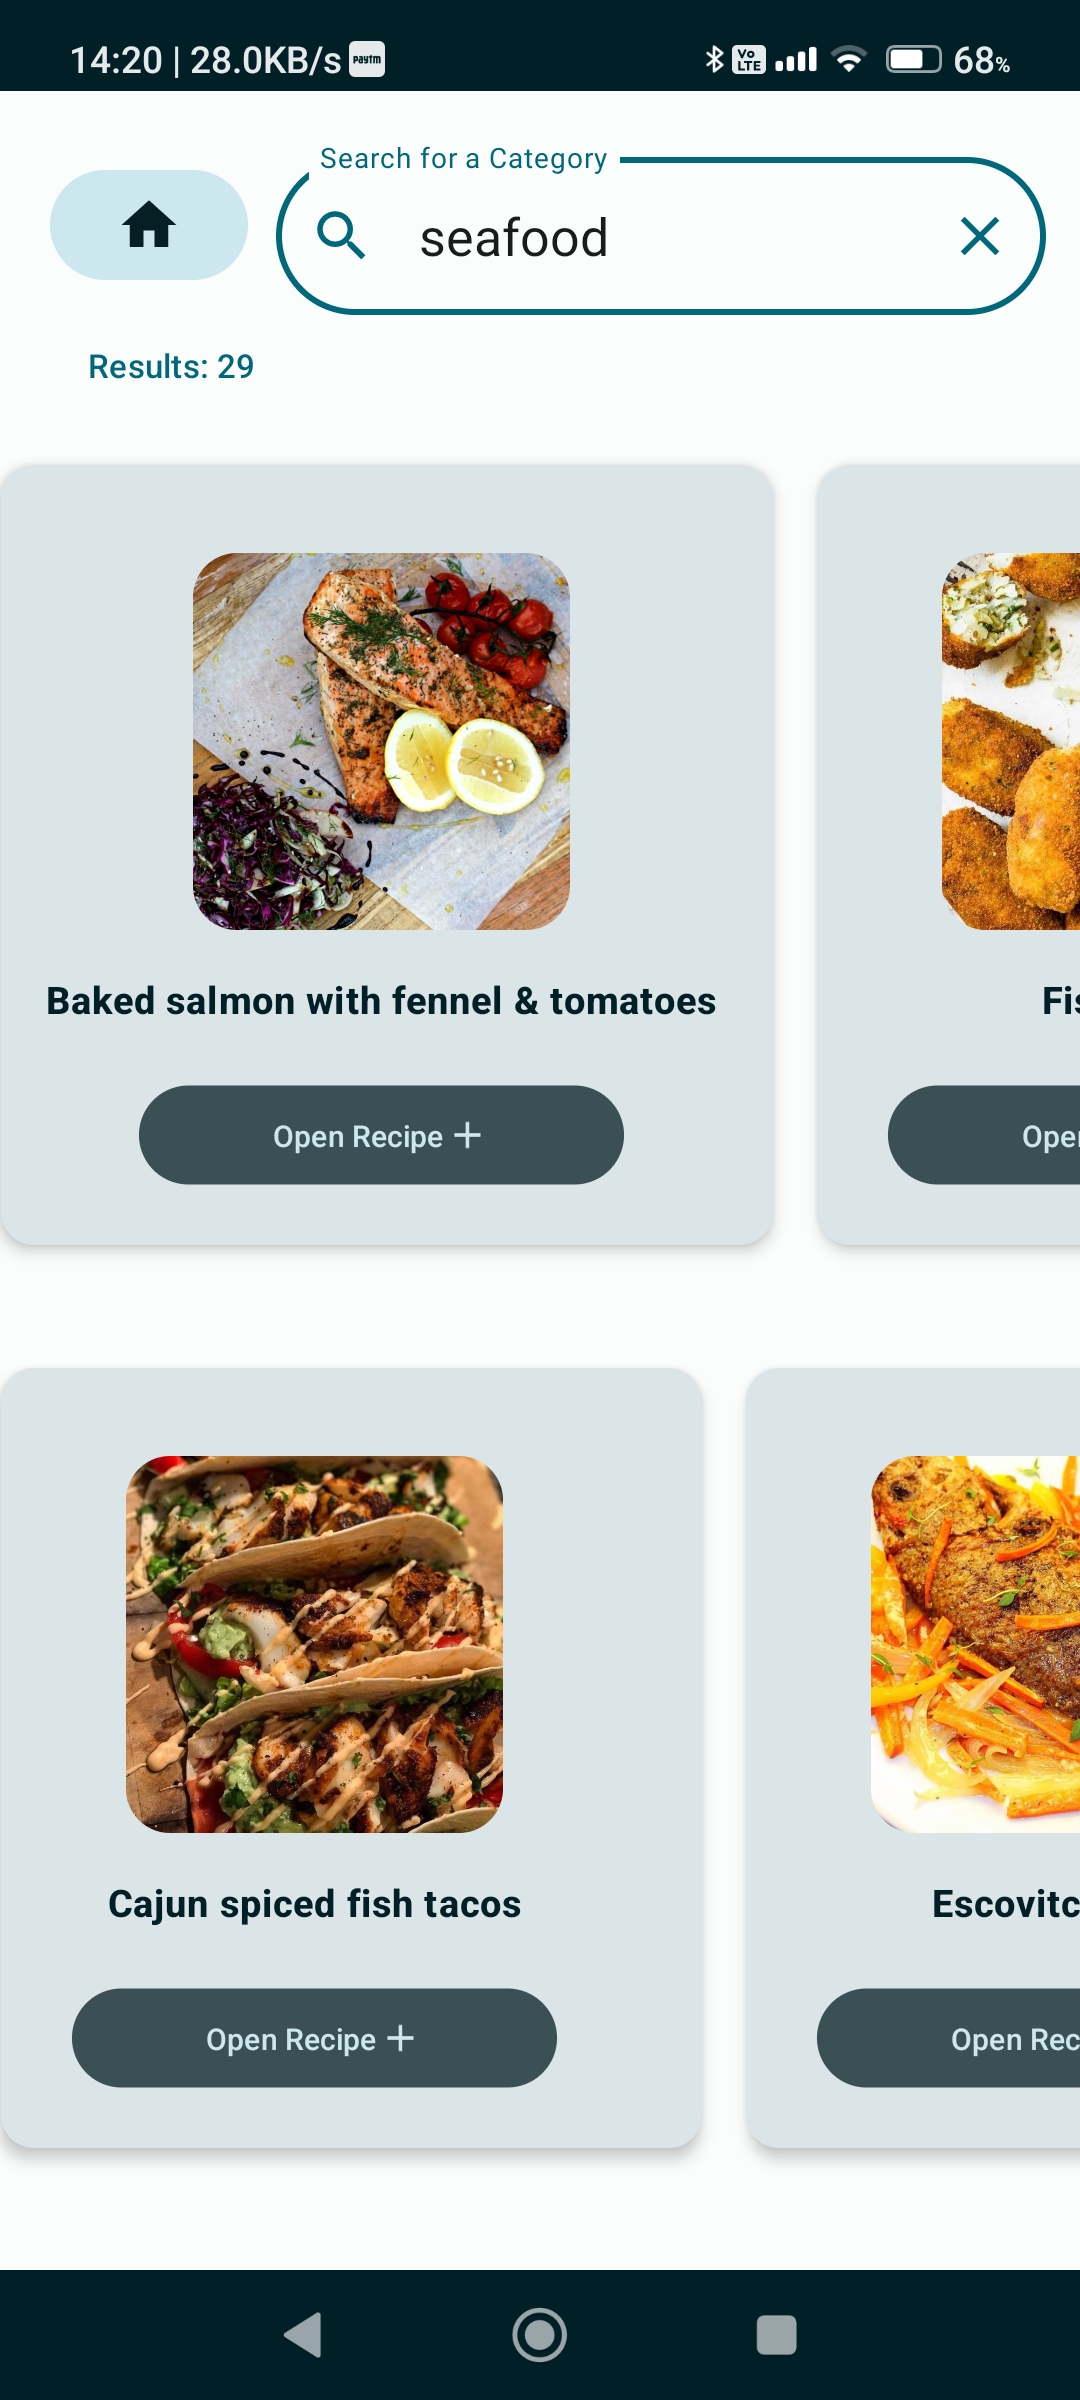 14:20 | 28.0KB/s paytm Vo LTE 68%
Search for a Category
seafood
Results: 29
Baked salmon with fennel & tomatoes
Fis
Open Recipe +
Oper
Cajun spiced fish tacos
Escovitc
Open Recipe +
Open Rec